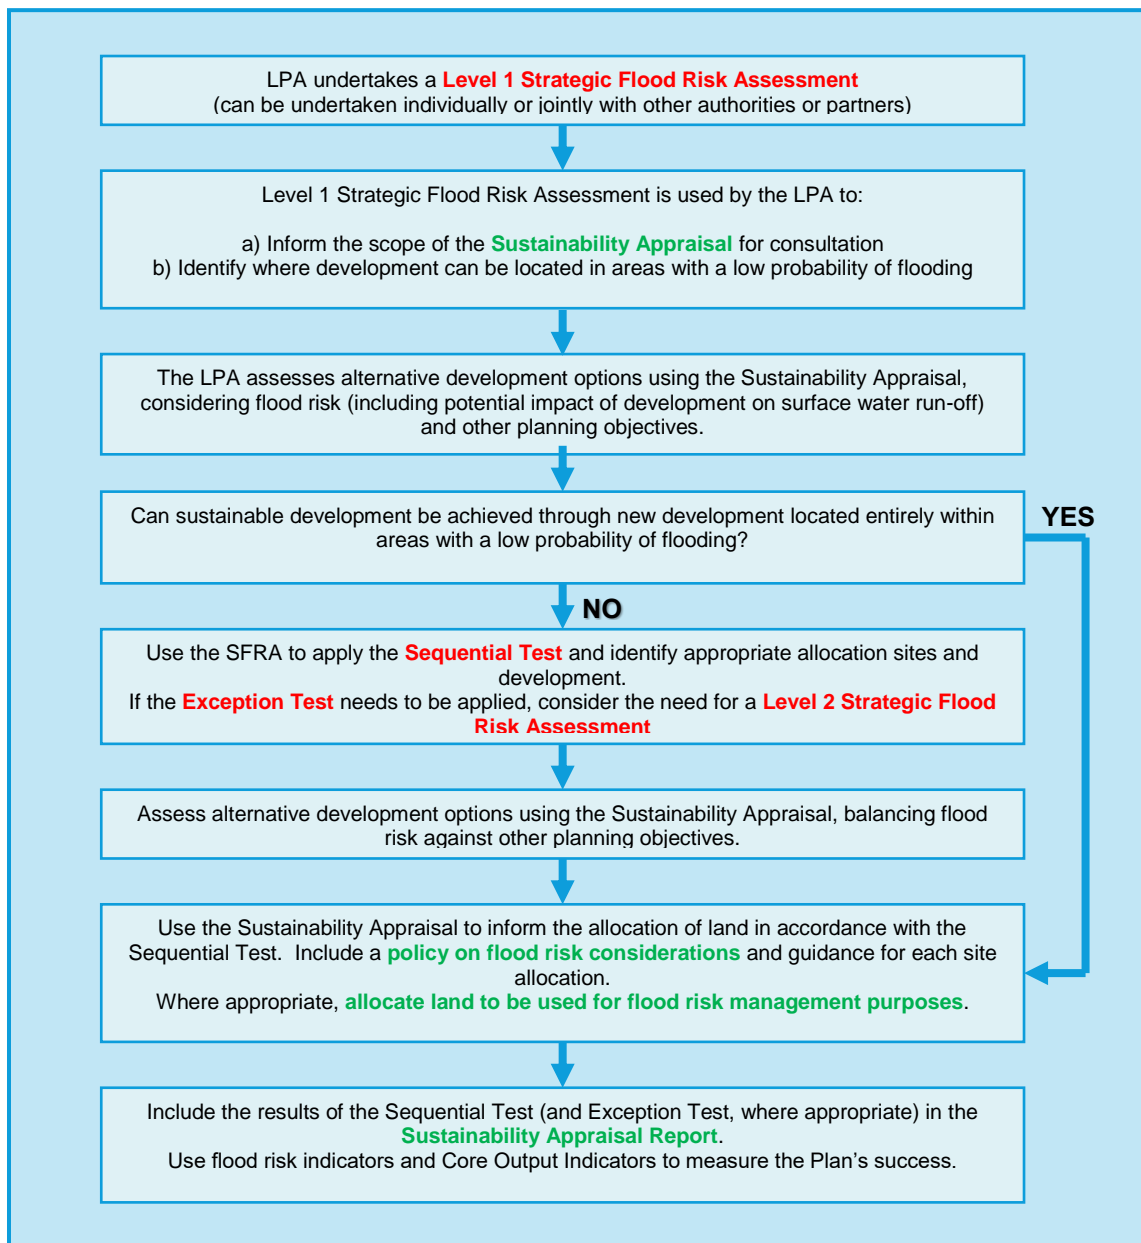 LPA undertakes a Level 1 Strategic Flood Risk Assessment
(can be undertaken individually or jointly with other authorities or partners)
Level 1 Strategic Flood Risk Assessment is used by the LPA to:
a) Inform the scope of the Sustainability Appraisal for consultation
b) Identify where development can be located in areas with a low probability of flooding
The LPA assesses alternative development options using the Sustainability Appraisal,
considering flood risk (including potential impact of development on surface water run-off)
and other planning objectives.
Can sustainable development be achieved through new development located entirely within
areas with a low probability of flooding?
YES
NO
Use the SFRA to apply the Sequential Test and identify appropriate allocation sites and
development.
If the Exception Test needs to be applied, consider the need for a Level 2 Strategic Flood
Risk Assessment
Assess alternative development options using the Sustainability Appraisal, balancing flood
risk against other planning objectives.
Use the Sustainability Appraisal to inform the allocation of land in accordance with the
Sequential Test.  Include a policy on flood risk considerations and guidance for each site
allocation.
Where appropriate, allocate land to be used for flood risk management purposes.
Include the results of the Sequential Test (and Exception Test, where appropriate) in the
Sustainability Appraisal Report.
Use flood risk indicators and Core Output Indicators to measure the Plan’s success.